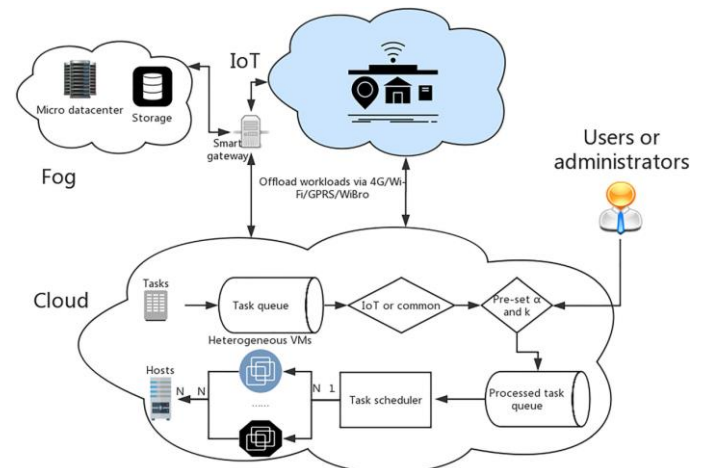 IoT
Micro datacenter
Storage
Smart
gateway
Fog
Users or
administrators
Offload workloads via 4G/Wi-
Fi/GPRS/WiBro
Cloud
Tasks
Task queue
IoT or common
Pre-set α
and k
Heterogeneous VMs
Hosts
N N
......
N 1
Task scheduler
Processed task
queue